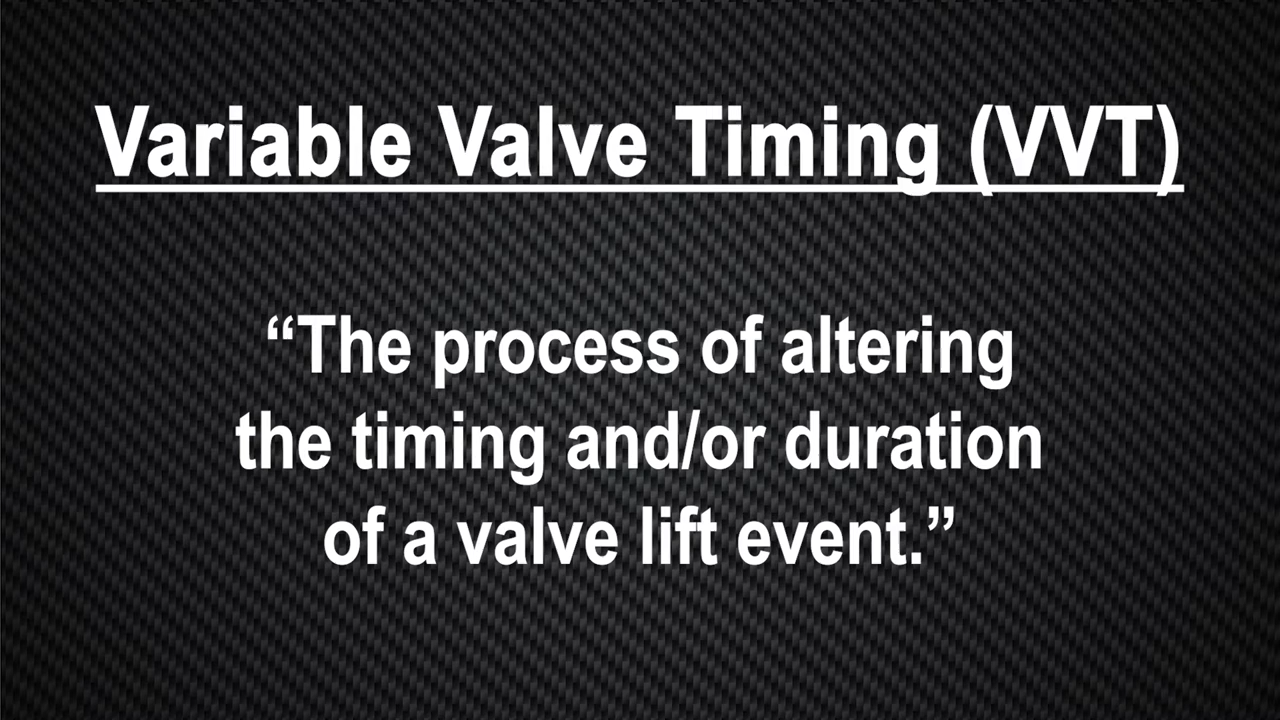 Variable Valve Timing (VVT)
“The process of altering
the timing and/or duration
of a valve lift event.”